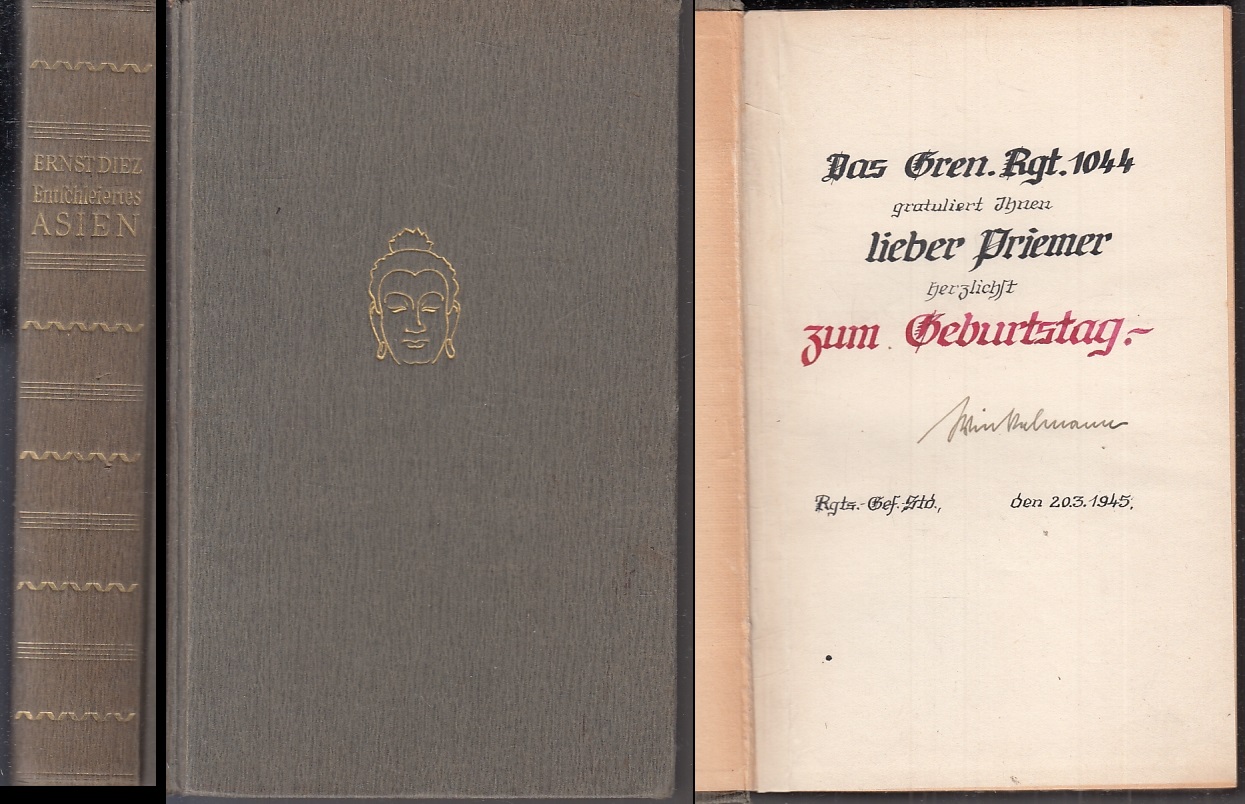 ERNST DIEZ
Entschleiertes
ASIEN
Das Gren. Rgt. 1044
gratuliert Ihnen
lieber Priemer
herzlichst
zum Geburtstag.-
Winkelmann
Rgts.-Gef. Std., den 20.3.1945.